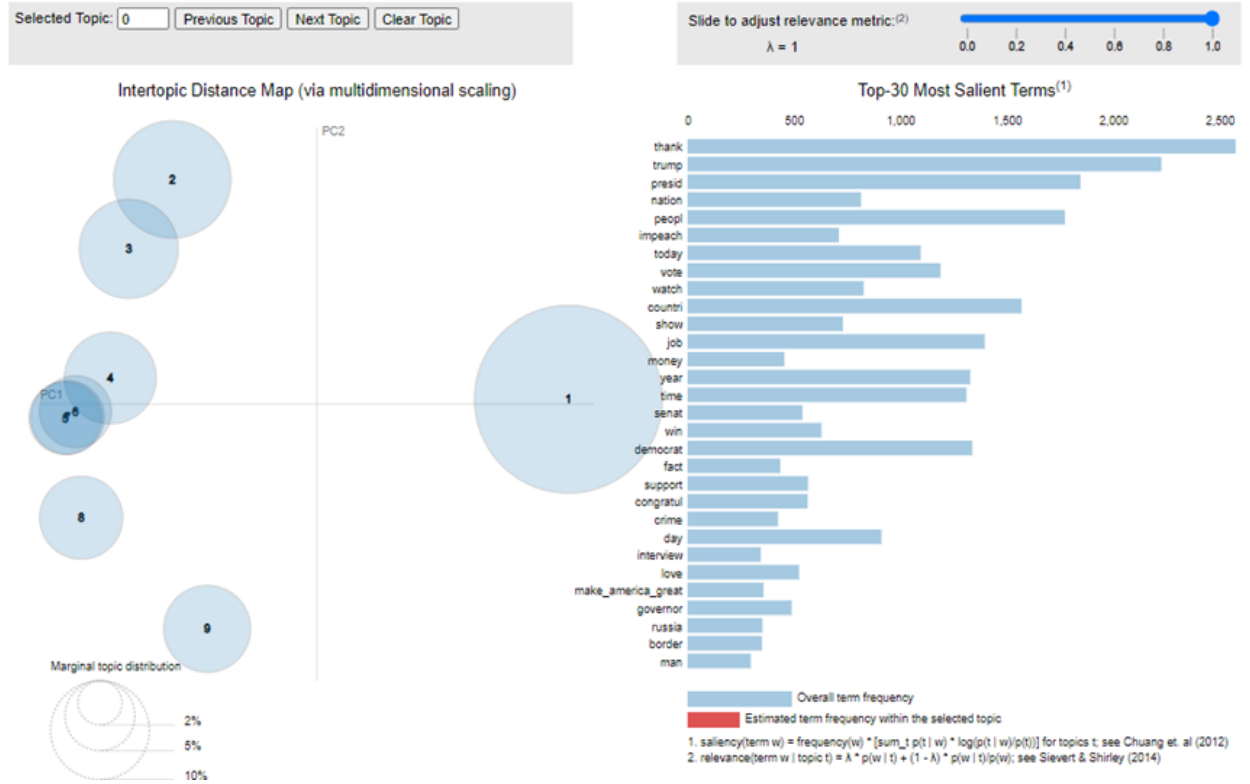 Selected Topic: 0 Previous Topic Next Topic Clear Topic
Slide to adjust relevance metric:(2)
λ = 1
0.0 0.2 0.4 0.6 0.8 1.0
Intertopic Distance Map (via multidimensional scaling)
PC2
PC1
2
3
4
6
5
1
8
9
Marginal topic distribution
2%
5%
10%
Top-30 Most Salient Terms(1)
0 500 1,000 1,500 2,000 2,500
thank
trump
presid
nation
peopl
impeach
today
vote
watch
countri
show
job
money
year
time
senat
win
democrat
fact
support
congratul
crime
day
interview
love
make_america_great
governor
russia
border
man
Overall term frequency
Estimated term frequency within the selected topic
1. saliency(term w) = frequency(w) * [sum_t p(t | w) * log(p(t | w)/p(t))] for topics t; see Chuang et. al (2012)
2. relevance(term w | topic t) = λ * p(w | t) + (1 - λ) * p(w | t)/p(w); see Sievert & Shirley (2014)